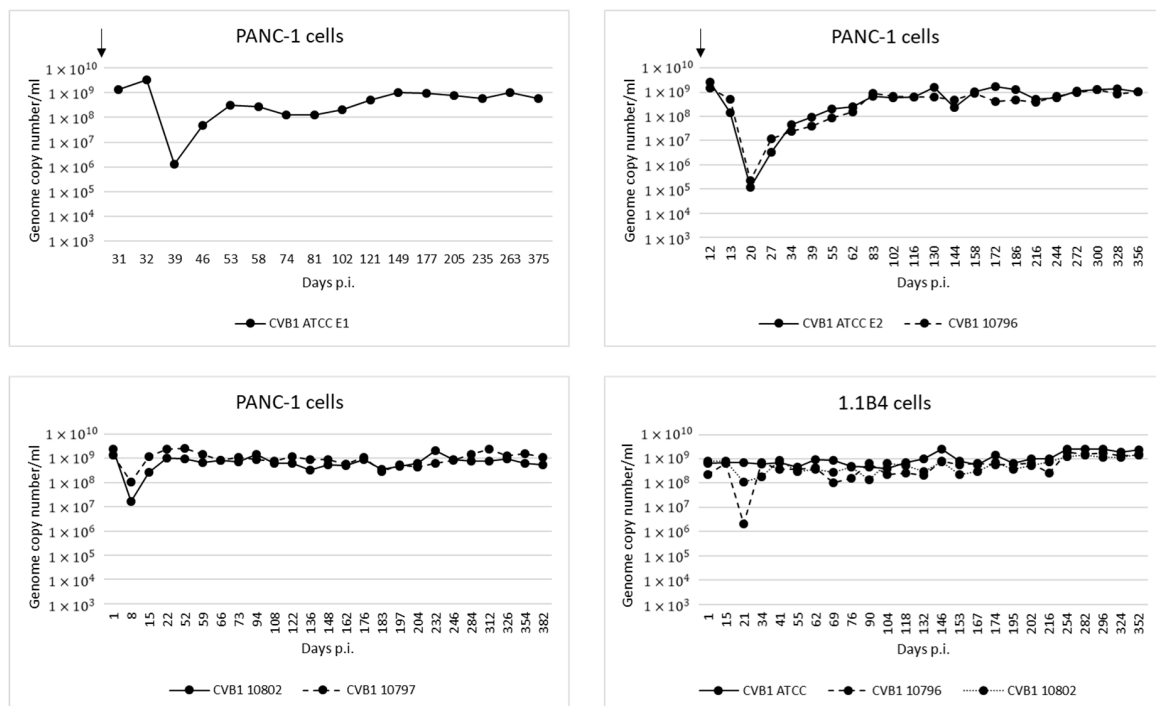 PANC-1 cells
Genome copy number/ml
1 × 10¹⁰
1 × 10⁹
1 × 10⁸
1 × 10⁷
1 × 10⁶
1 × 10⁵
1 × 10⁴
1 × 10³
31 32 39 46 53 58 74 81 102 121 149 177 205 235 263 375
Days p.i.
CVB1 ATCC E1
PANC-1 cells
Genome copy number/ml
1 × 10¹⁰
1 × 10⁹
1 × 10⁸
1 × 10⁷
1 × 10⁶
1 × 10⁵
1 × 10⁴
1 × 10³
12 13 20 27 34 39 55 62 83 102 116 130 144 158 172 186 216 244 272 300 328 356
Days p.i.
CVB1 ATCC E2 CVB1 10796
PANC-1 cells
Genome copy number/ml
1 × 10¹⁰
1 × 10⁹
1 × 10⁸
1 × 10⁷
1 × 10⁶
1 × 10⁵
1 × 10⁴
1 × 10³
1 8 15 22 52 59 66 73 94 108 122 136 148 162 176 183 197 204 232 246 284 312 326 354 382
Days p.i.
CVB1 10802 CVB1 10797
1.1B4 cells
Genome copy number/ml
1 × 10¹⁰
1 × 10⁹
1 × 10⁸
1 × 10⁷
1 × 10⁶
1 × 10⁵
1 × 10⁴
1 × 10³
1 15 21 34 41 55 62 69 76 90 104 118 132 146 153 167 174 195 202 216 254 282 296 324 352
Days p.i.
CVB1 ATCC CVB1 10796 CVB1 10802